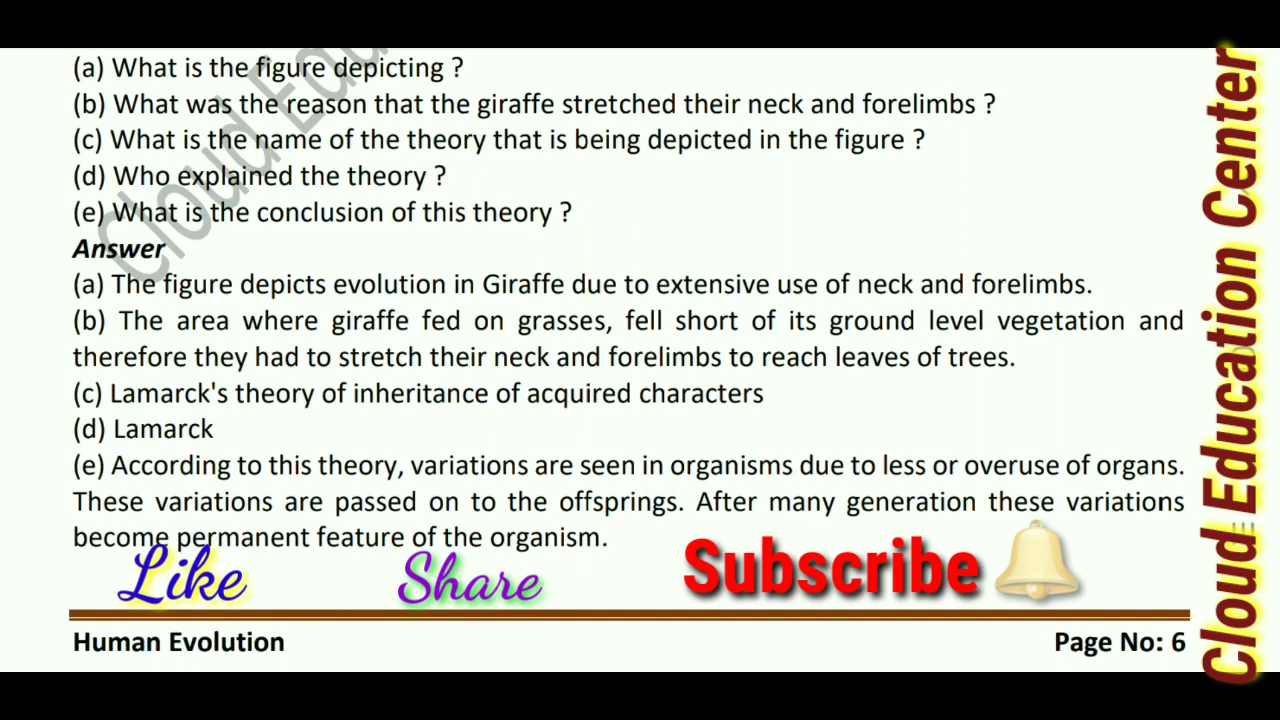 (a) What is the figure depicting ?
(b) What was the reason that the giraffe stretched their neck and forelimbs ?
(c) What is the name of the theory that is being depicted in the figure ?
(d) Who explained the theory ?
(e) What is the conclusion of this theory ?
Answer
(a) The figure depicts evolution in Giraffe due to extensive use of neck and forelimbs.
(b) The area where giraffe fed on grasses, fell short of its ground level vegetation and
therefore they had to stretch their neck and forelimbs to reach leaves of trees.
(c) Lamarck's theory of inheritance of acquired characters
(d) Lamarck
(e) According to this theory, variations are seen in organisms due to less or overuse of organs.
These variations are passed on to the offsprings. After many generation these variations
become permanent feature of the organism.
Like Share Subscribe
Human Evolution Page No: 6
Cloud Education Center
Cloud Edu